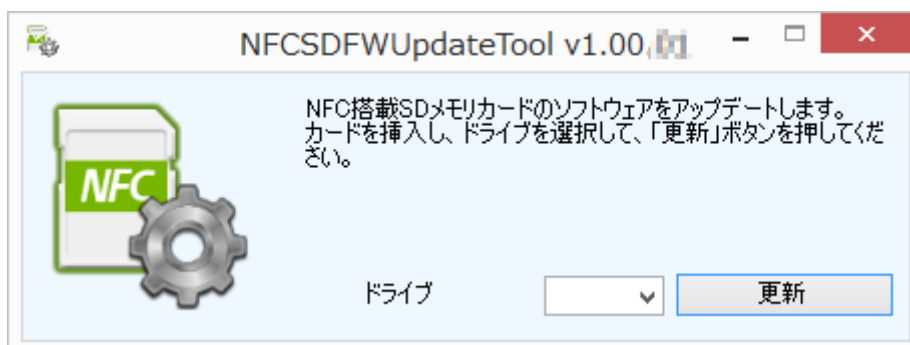 NFCSDFWUpdateTool v1.00
NFC搭載SDメモリカードのソフトウェアをアップデートします。
カードを挿入し、ドライブを選択して、「更新」ボタンを押してくだ
さい。
NFC
ドライブ
更新